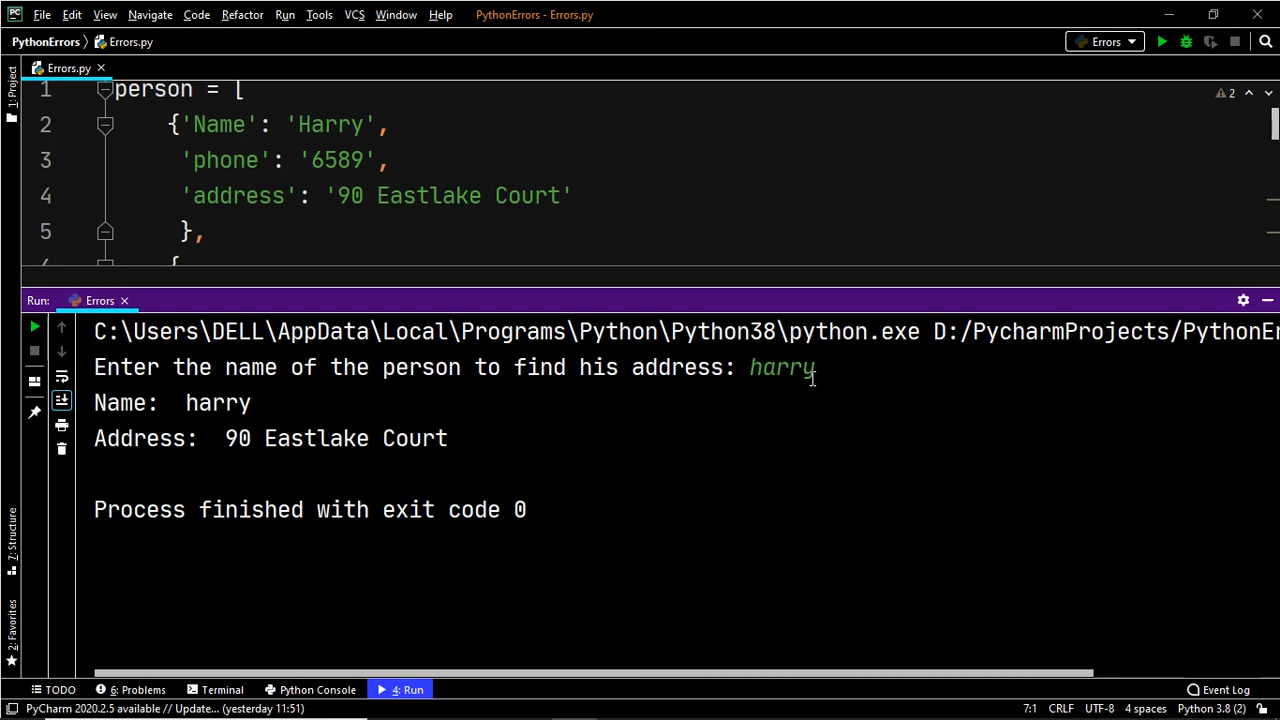 PC File Edit View Navigate Code Refactor Run Tools VCS Window Help PythonErrors - Errors.py
PythonErrors Errors.py Errors
1: Project
Errors.py
1 person = [
2 {'Name': 'Harry',
3 'phone': '6589',
4 'address': '90 Eastlake Court'
5 },
{
2
Run: Errors
C:\Users\DELL\AppData\Local\Programs\Python\Python38\python.exe D:/PycharmProjects/PythonEr
Enter the name of the person to find his address: harry
Name:  harry
Address:  90 Eastlake Court
Process finished with exit code 0
7: Structure
2: Favorites
TODO 6: Problems Terminal Python Console 4: Run Event Log
PyCharm 2020.2.5 available // Update... (yesterday 11:51) 7:1 CRLF UTF-8 4 spaces Python 3.8 (2)